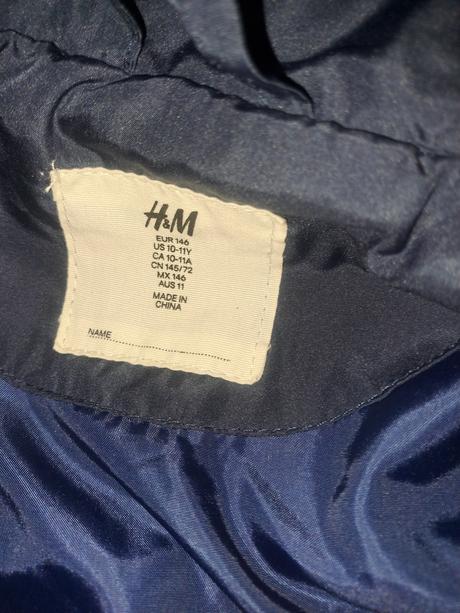 H&M
EUR 146
US 10-11Y
CA 10-11A
CN 145/72
MX 146
AUS 11
MADE IN
CHINA
NAME